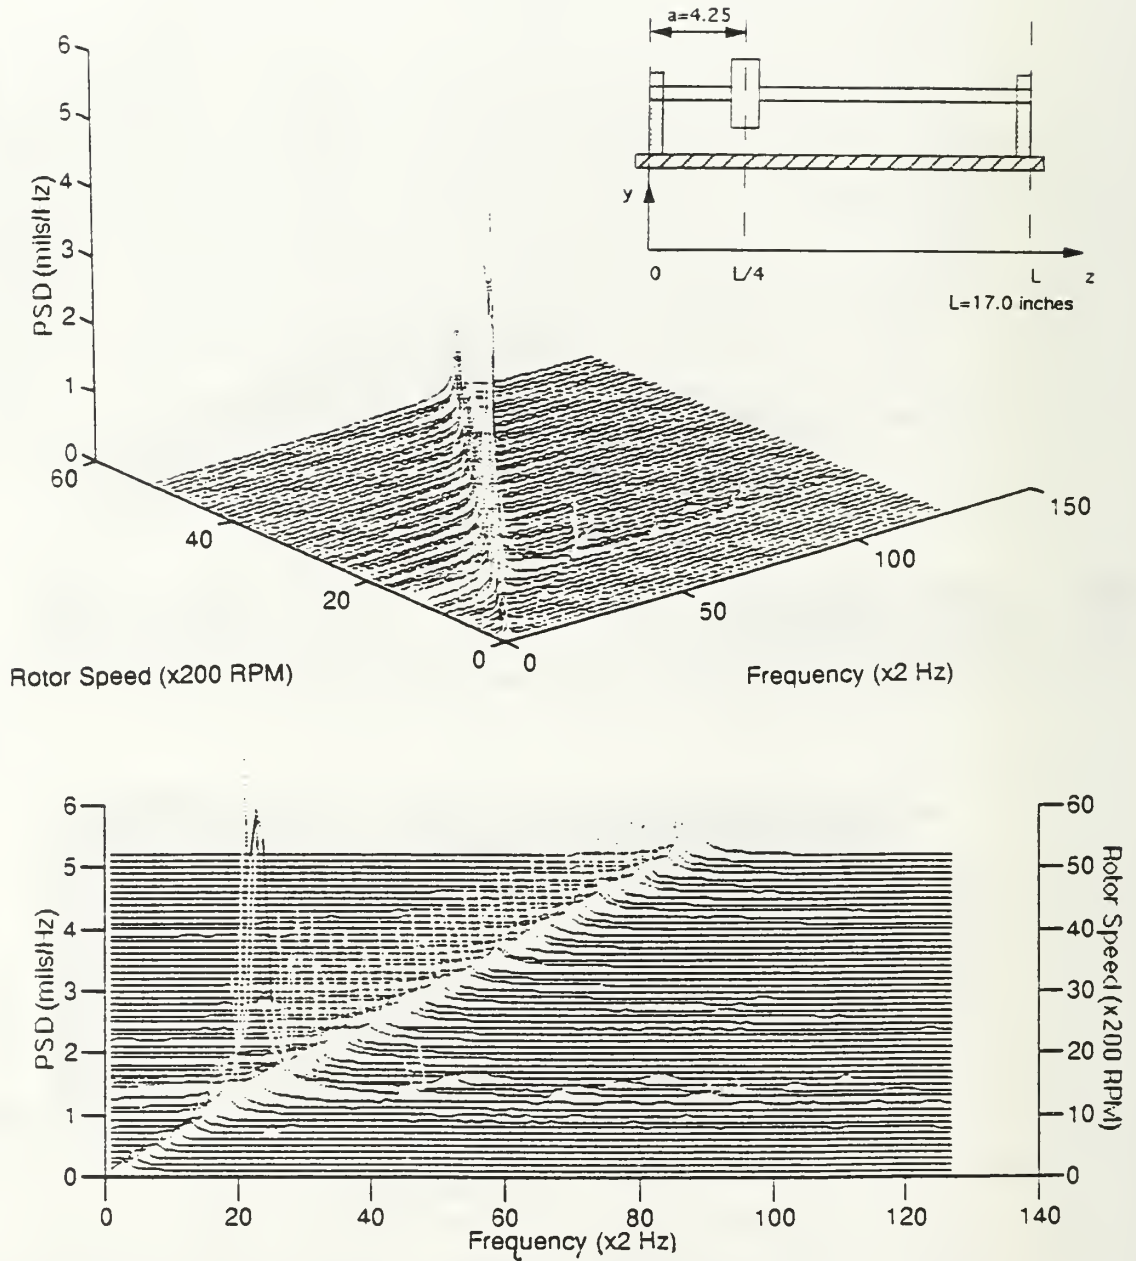 a=4.25
6
5
4
3
2
1
0
PSD (mils/Hz)
y
0 L/4 L z
L=17.0 inches
60
40
20
0
0
50
100
150
Rotor Speed (x200 RPM)
Frequency (x2 Hz)
6
5
4
3
2
1
0
PSD (mils/Hz)
60
50
40
30
20
10
0
Rotor Speed (x200 RPM)
0 20 40 60 80 100 120 140
Frequency (x2 Hz)